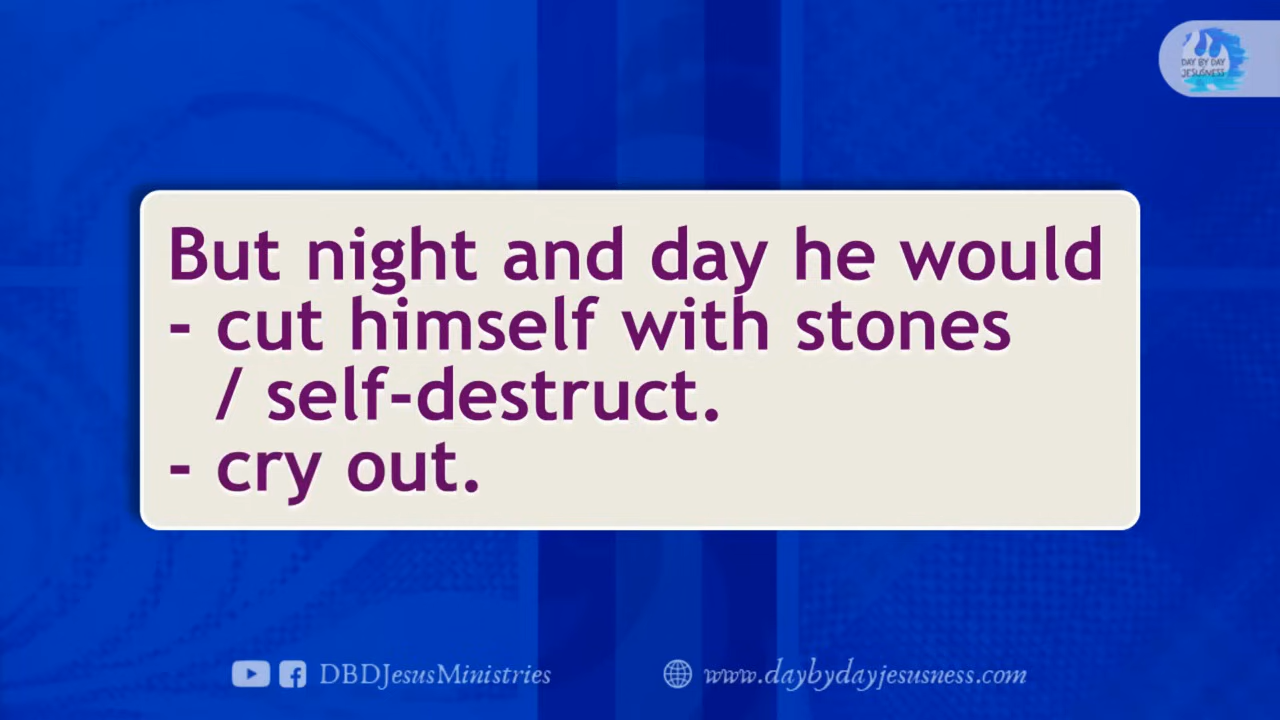 DAY BY DAY
JESUSNESS
But night and day he would
- cut himself with stones
/ self-destruct.
- cry out.
DBDJesusMinistries
www.daybydayjesusness.com